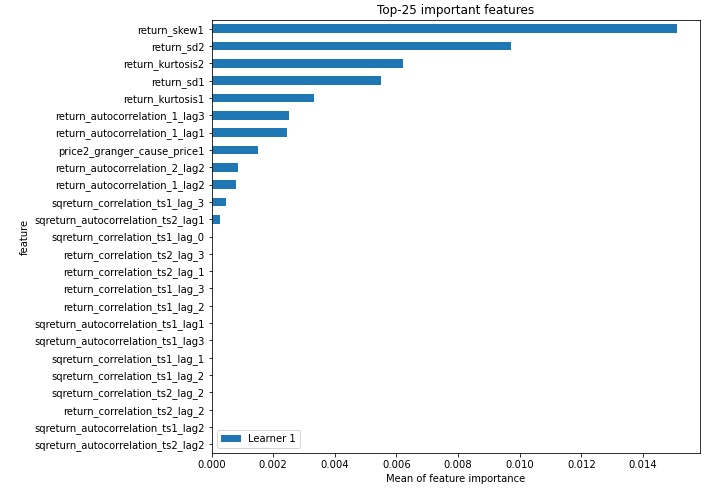 Top-25 important features
return_skew1
return_sd2
return_kurtosis2
return_sd1
return_kurtosis1
return_autocorrelation_1_lag3
return_autocorrelation_1_lag1
price2_granger_cause_price1
return_autocorrelation_2_lag2
return_autocorrelation_1_lag2
sqreturn_correlation_ts1_lag_3
sqreturn_autocorrelation_ts2_lag1
sqreturn_correlation_ts1_lag_0
return_correlation_ts2_lag_3
return_correlation_ts2_lag_1
return_correlation_ts1_lag_3
return_correlation_ts1_lag_2
sqreturn_autocorrelation_ts1_lag1
sqreturn_autocorrelation_ts1_lag3
sqreturn_correlation_ts1_lag_1
sqreturn_correlation_ts1_lag_2
sqreturn_correlation_ts2_lag_2
return_correlation_ts2_lag_2
sqreturn_autocorrelation_ts1_lag2
sqreturn_autocorrelation_ts2_lag2
feature
Learner 1
0.000 0.002 0.004 0.006 0.008 0.010 0.012 0.014
Mean of feature importance